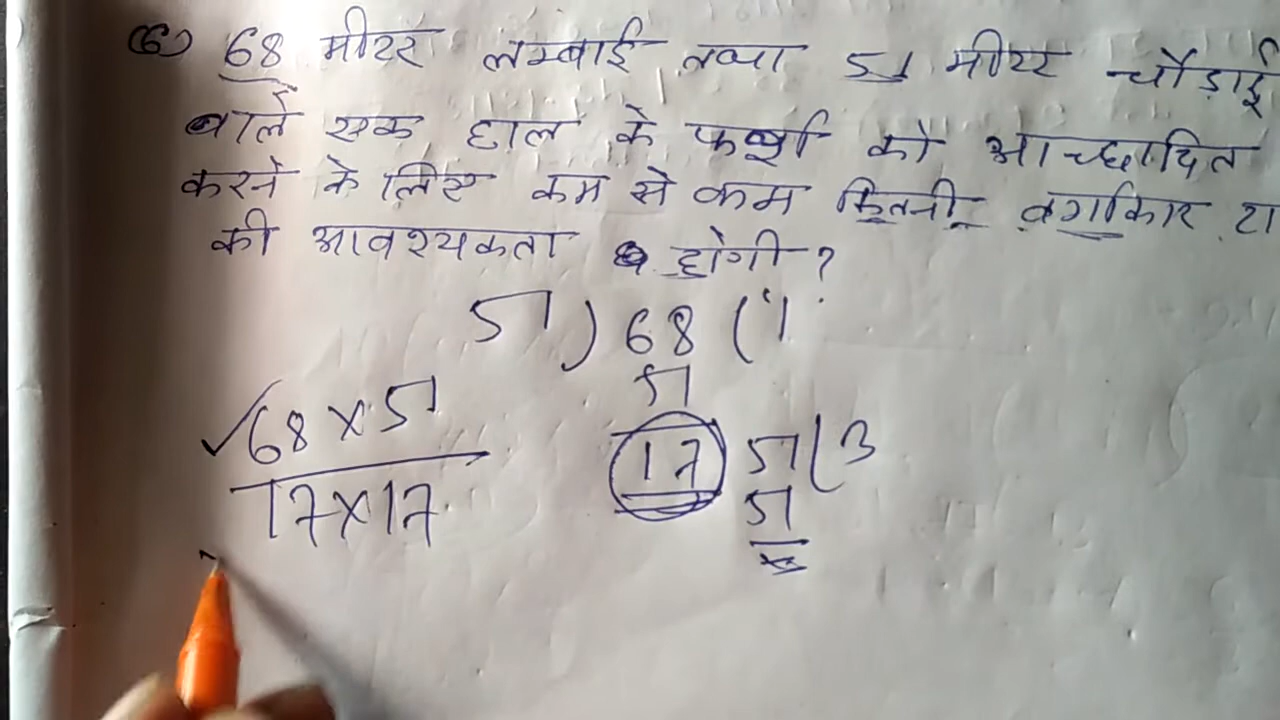 (6) 68 मीटर लम्बाई तथा 51 मीटर चौड़ाई
वाले एक हाल के फर्श को आच्छादित
करने के लिए कम से कम कितनी वर्गाकार टा
की आवश्यकता होगी ?
51 ) 68 ( 1
51
17 51 ( 3
51
×
✓ 68 × 51
17 × 17